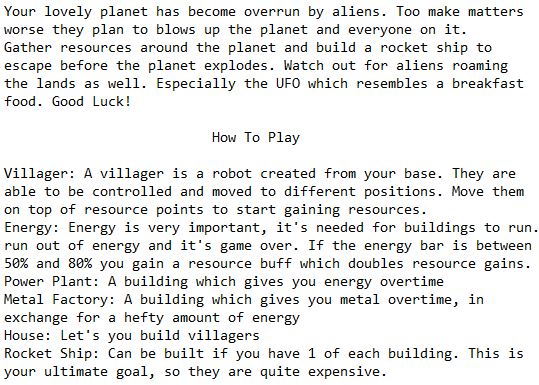 Your lovely planet has become overrun by aliens. Too make matters
worse they plan to blows up the planet and everyone on it.
Gather resources around the planet and build a rocket ship to
escape before the planet explodes. Watch out for aliens roaming
the lands as well. Especially the UFO which resembles a breakfast
food. Good Luck!
How To Play
Villager: A villager is a robot created from your base. They are
able to be controlled and moved to different positions. Move them
on top of resource points to start gaining resources.
Energy: Energy is very important, it's needed for buildings to run.
run out of energy and it's game over. If the energy bar is between
50% and 80% you gain a resource buff which doubles resource gains.
Power Plant: A building which gives you energy overtime
Metal Factory: A building which gives you metal overtime, in
exchange for a hefty amount of energy
House: Let's you build villagers
Rocket Ship: Can be built if you have 1 of each building. This is
your ultimate goal, so they are quite expensive.